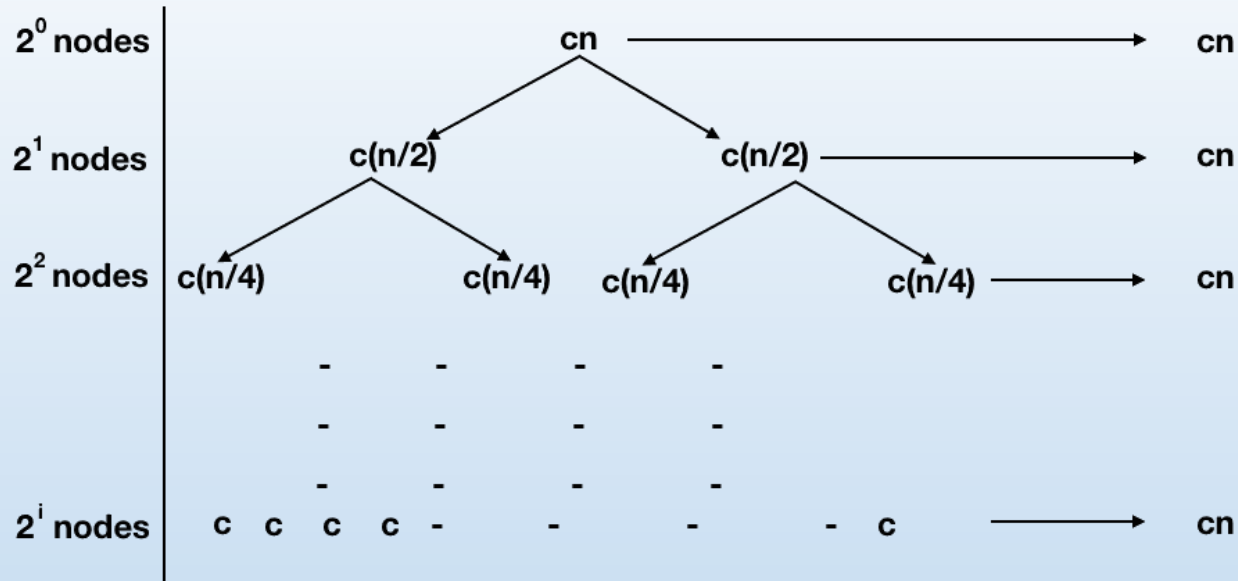 2^0 nodes cn cn
2^1 nodes c(n/2) c(n/2) cn
2^2 nodes c(n/4) c(n/4) c(n/4) c(n/4) cn
- - - -
- - - -
- - - -
2^i nodes c c c c - - - - c cn